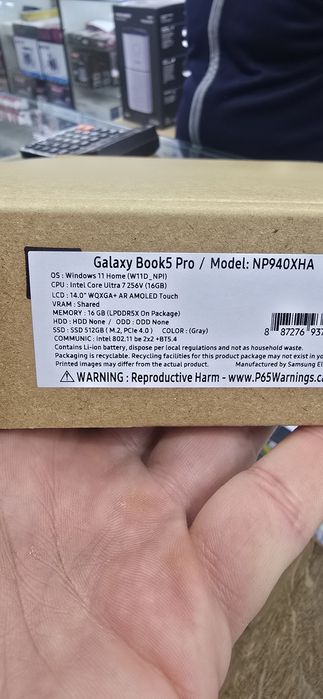 Galaxy Book5 Pro / Model: NP940XHA
OS : Windows 11 Home (W11D_NPI)
CPU : Intel Core Ultra 7 256V (16GB)
LCD : 14.0" WQXGA+ AR AMOLED Touch
VRAM : Shared
MEMORY : 16 GB (LPDDR5X On Package)
HDD : HDD None / ODD : ODD None
SSD : SSD 512GB ( M.2, PCIe 4.0 ) COLOR : (Gray)
8 87276 937
COMMUNIC : Intel 802.11 be 2x2 +BT5.4
Contains Li-ion battery, dispose per local regulations and not as household waste.
Packaging is recyclable. Recycling facilities for this product package may not exist in yo
Printed images may differ from the actual product. Manufactured by Samsung El
⚠ WARNING : Reproductive Harm - www.P65Warnings.ca